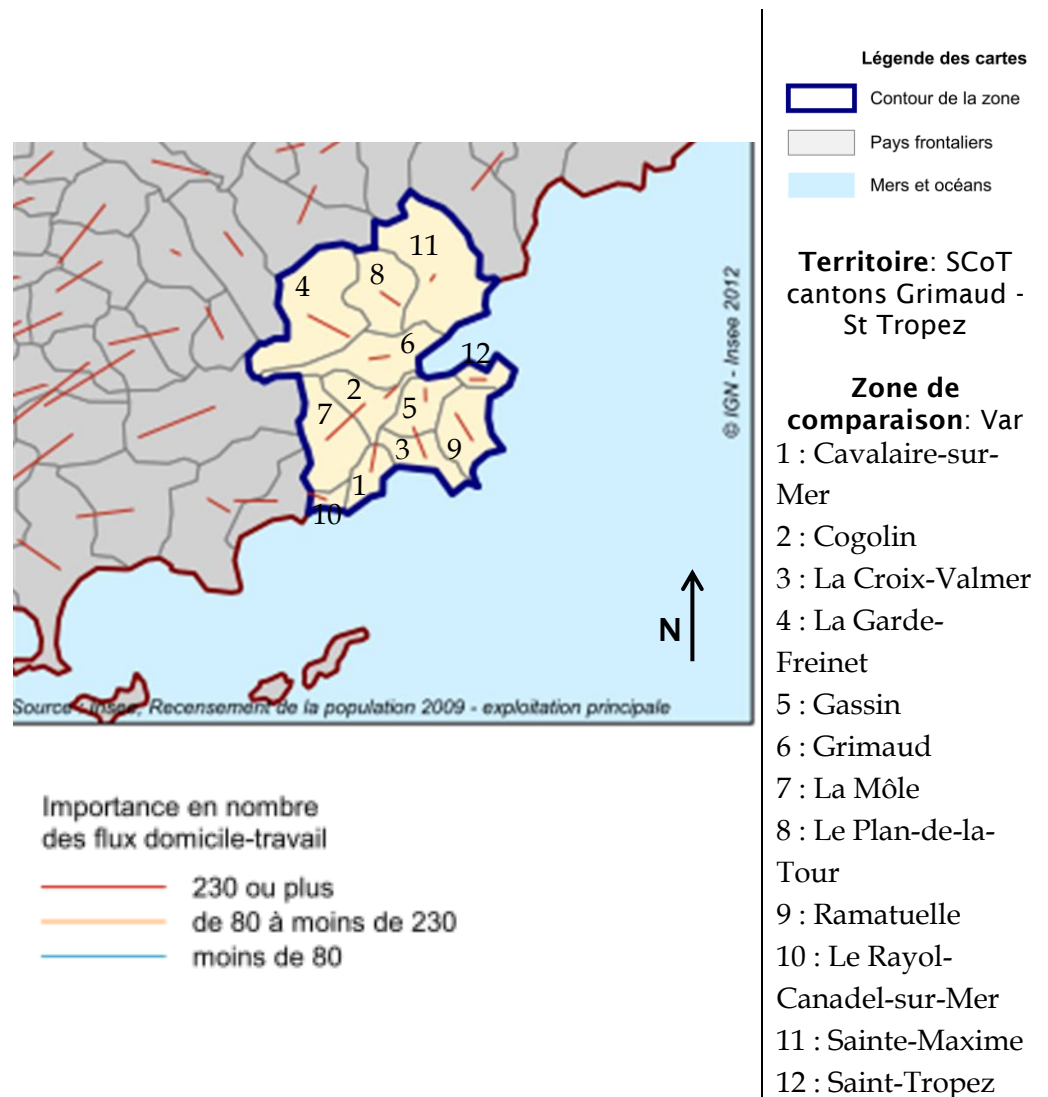 Légende des cartes
Contour de la zone
Pays frontaliers
Mers et océans
11
8
4
6
12
2
7
5
3
9
1
10
© IGN - Insee 2012
N
Source : Insee, Recensement de la population 2009 - exploitation principale
Territoire: SCoT
cantons Grimaud -
St Tropez
Zone de
comparaison: Var
1 : Cavalaire-sur-
Mer
2 : Cogolin
3 : La Croix-Valmer
4 : La Garde-
Freinet
5 : Gassin
6 : Grimaud
7 : La Môle
8 : Le Plan-de-la-
Tour
9 : Ramatuelle
10 : Le Rayol-
Canadel-sur-Mer
11 : Sainte-Maxime
12 : Saint-Tropez
Importance en nombre
des flux domicile-travail
230 ou plus
de 80 à moins de 230
moins de 80